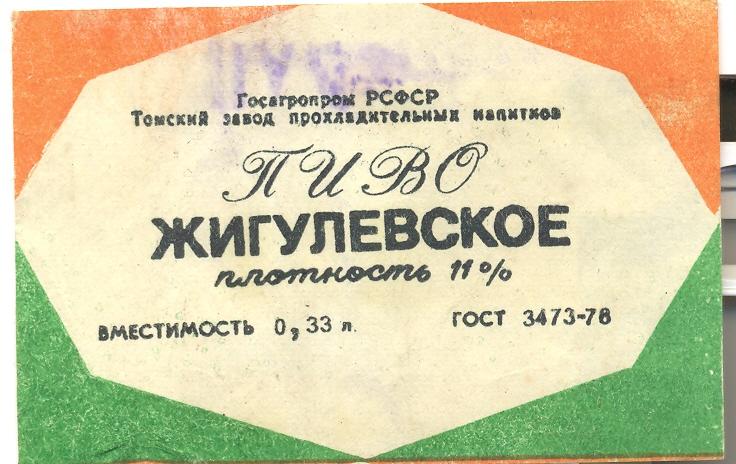 Госагропром РСФСР
Томский завод прохладительных напитков
ПИВО
ЖИГУЛЕВСКОЕ
плотность 11%
ВМЕСТИМОСТЬ 0,33 л. ГОСТ 3473-78